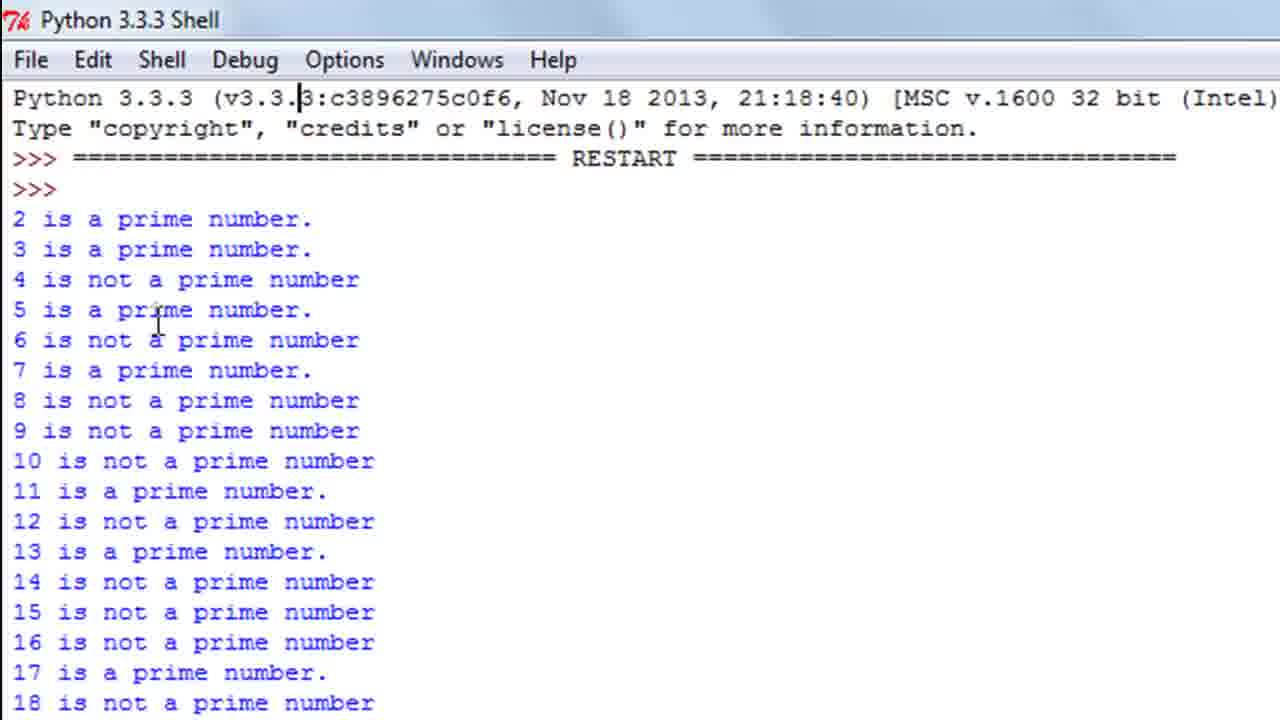 Python 3.3.3 Shell
File Edit Shell Debug Options Windows Help
Python 3.3.3 (v3.3.3:c3896275c0f6, Nov 18 2013, 21:18:40) [MSC v.1600 32 bit (Intel)
Type "copyright", "credits" or "license()" for more information.
>>> ================================ RESTART ================================
>>>
2 is a prime number.
3 is a prime number.
4 is not a prime number
5 is a prime number.
6 is not a prime number
7 is a prime number.
8 is not a prime number
9 is not a prime number
10 is not a prime number
11 is a prime number.
12 is not a prime number
13 is a prime number.
14 is not a prime number
15 is not a prime number
16 is not a prime number
17 is a prime number.
18 is not a prime number